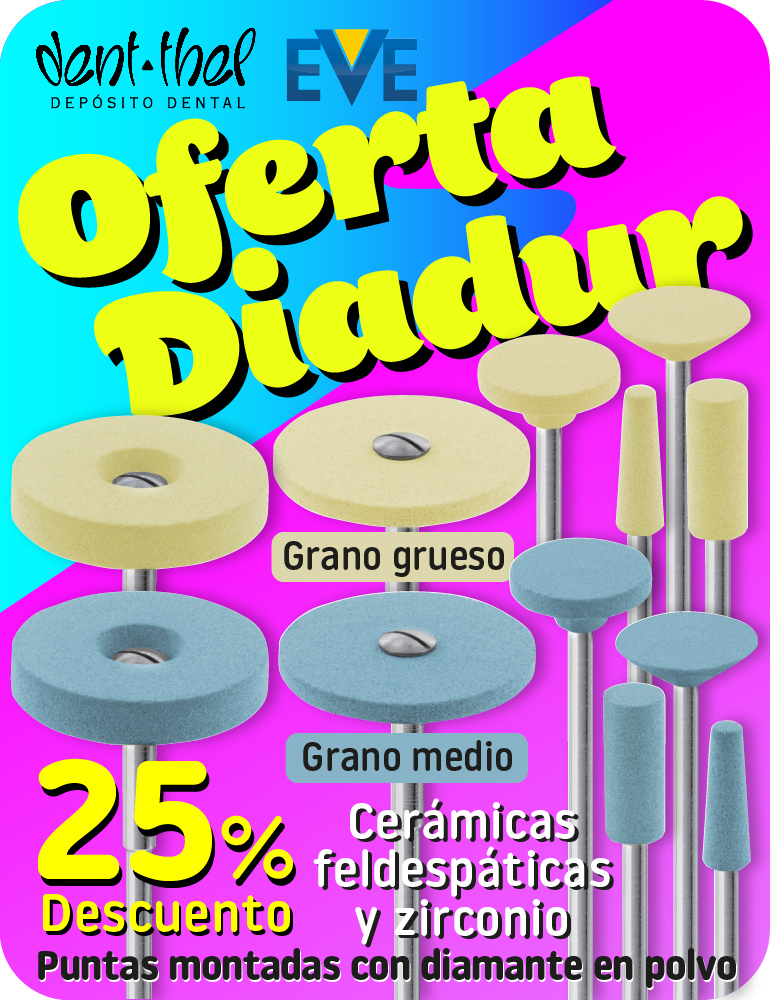 dent·thel
DEPÓSITO DENTAL
EVE
Oferta
Diadur
Grano grueso
Grano medio
25%
Descuento
Cerámicas
feldespáticas
y zirconio
Puntas montadas con diamante en polvo